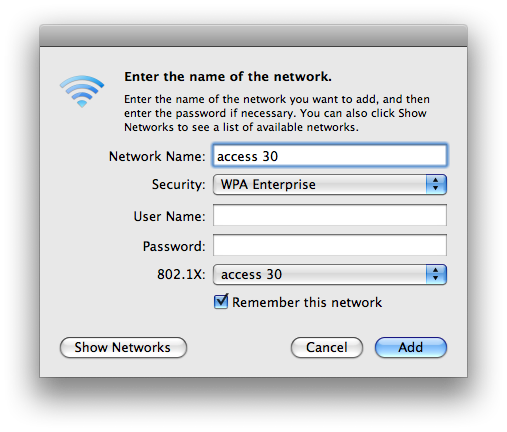 Enter the name of the network.
Enter the name of the network you want to add, and then
enter the password if necessary. You can also click Show
Networks to see a list of available networks.
Network Name: access 30
Security: WPA Enterprise
User Name:
Password:
802.1X: access 30
Remember this network
Show Networks Cancel Add